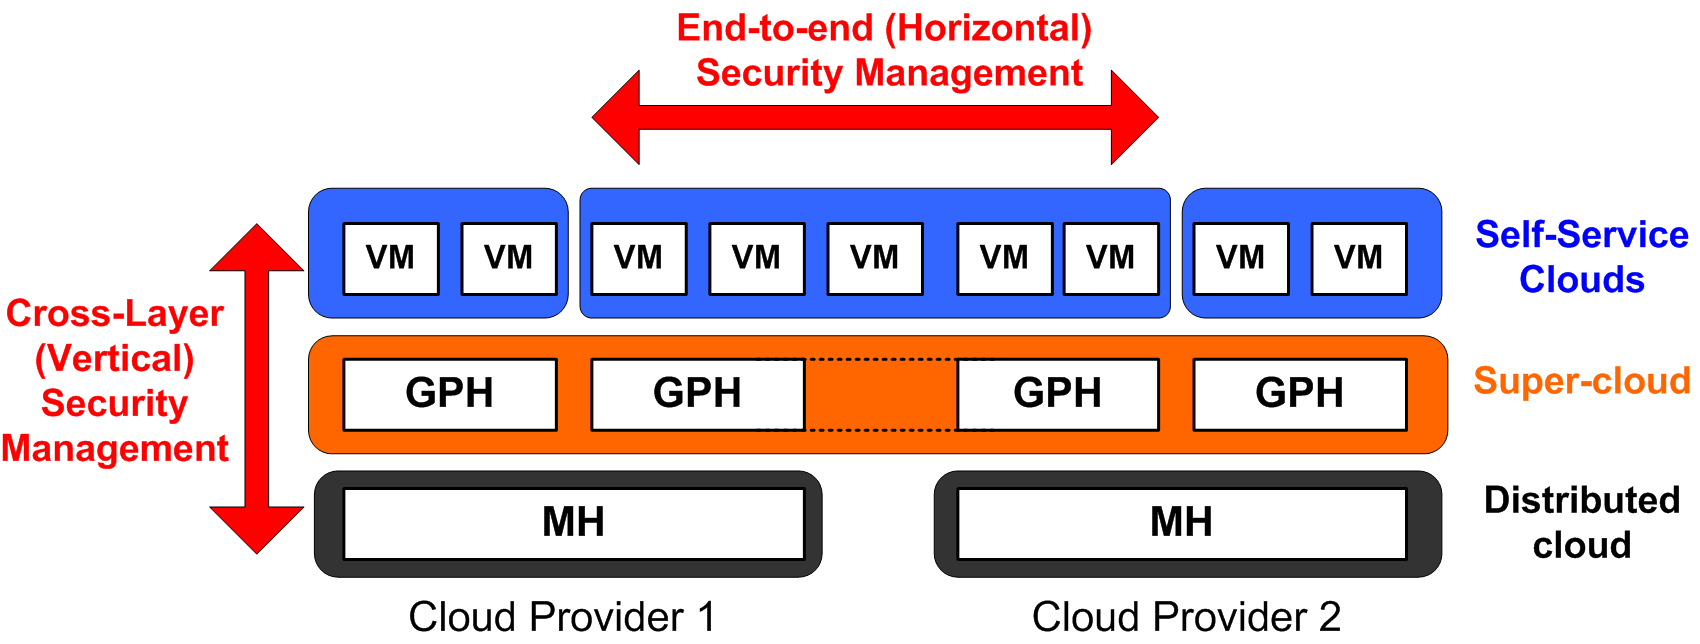 End-to-end (Horizontal)
Security Management
VM VM VM VM VM VM VM VM VM
Self-Service
Clouds
Cross-Layer
(Vertical)
Security
Management
GPH GPH GPH GPH
Super-cloud
MH MH
Distributed
cloud
Cloud Provider 1 Cloud Provider 2